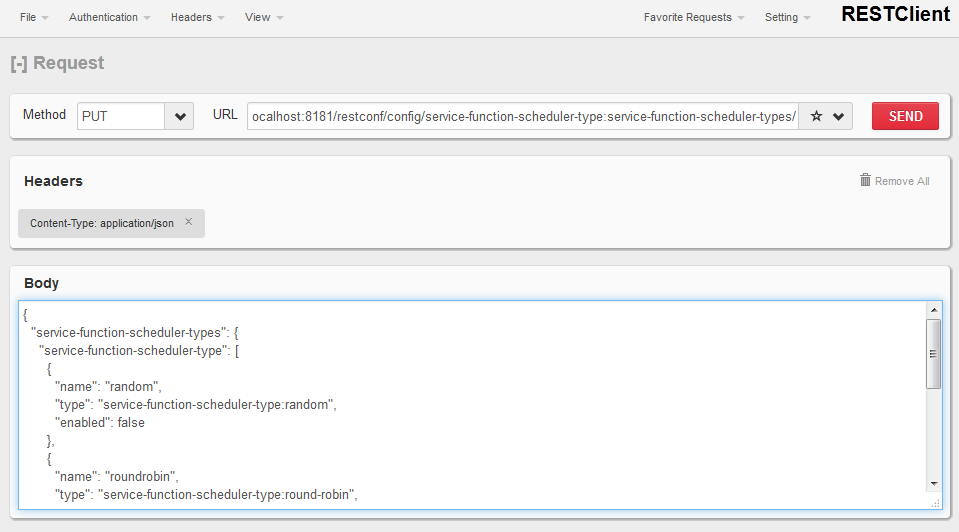 File Authentication Headers View Favorite Requests Setting RESTClient
[-] Request
Method PUT URL ocalhost:8181/restconf/config/service-function-scheduler-type:service-function-scheduler-types/ SEND
Headers Remove All
Content-Type: application/json ×
Body
{
"service-function-scheduler-types": {
"service-function-scheduler-type": [
{
"name": "random",
"type": "service-function-scheduler-type:random",
"enabled": false
},
{
"name": "roundrobin",
"type": "service-function-scheduler-type:round-robin",